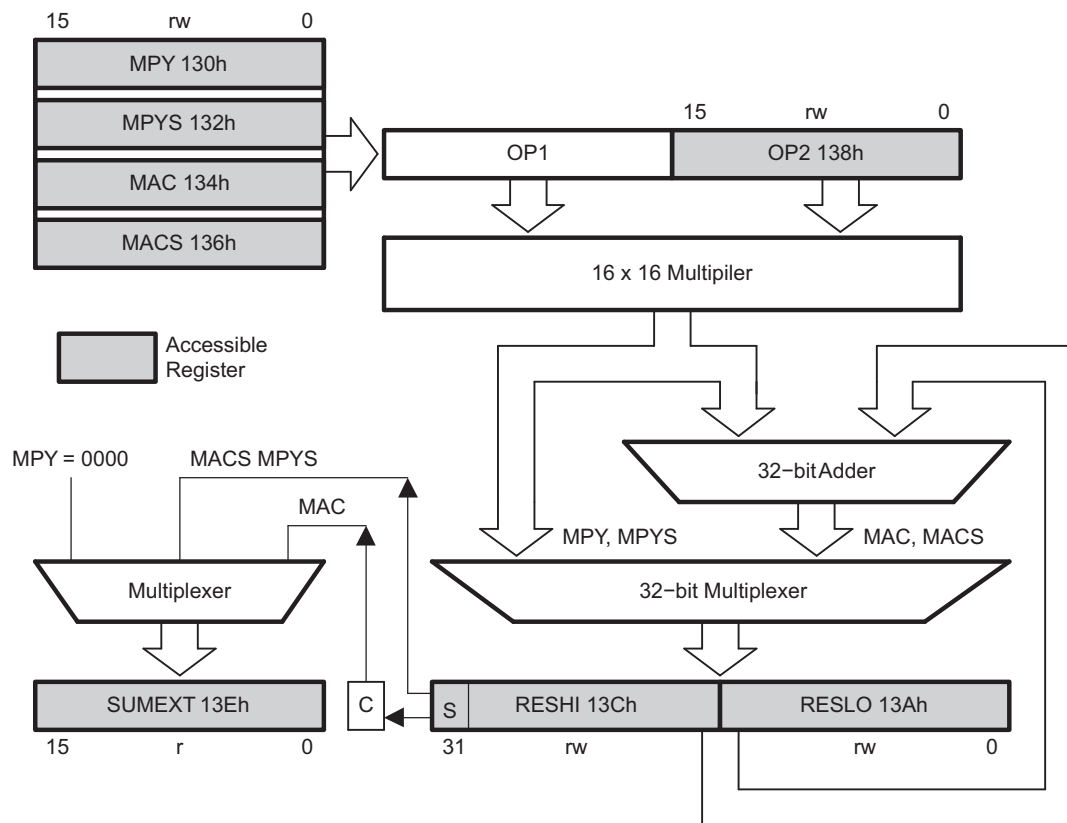 15 rw 0
MPY 130h
MPYS 132h
MAC 134h
MACS 136h
15 rw 0
OP1
OP2 138h
16 x 16 Multipiler
Accessible
Register
32−bitAdder
MPY = 0000
MACS MPYS
MAC
MPY, MPYS
MAC, MACS
Multiplexer
32−bit Multiplexer
SUMEXT 13Eh
C
S
RESHI 13Ch
RESLO 13Ah
15 r 0
31 rw
rw 0